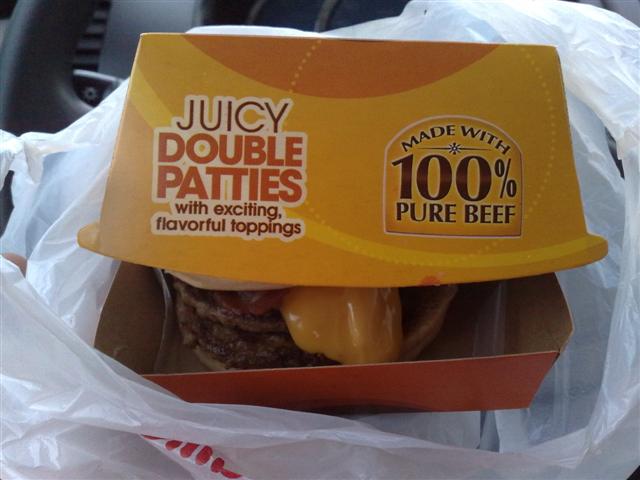 JUICY
DOUBLE
PATTIES
with exciting,
flavorful toppings
MADE WITH
100%
PURE BEEF